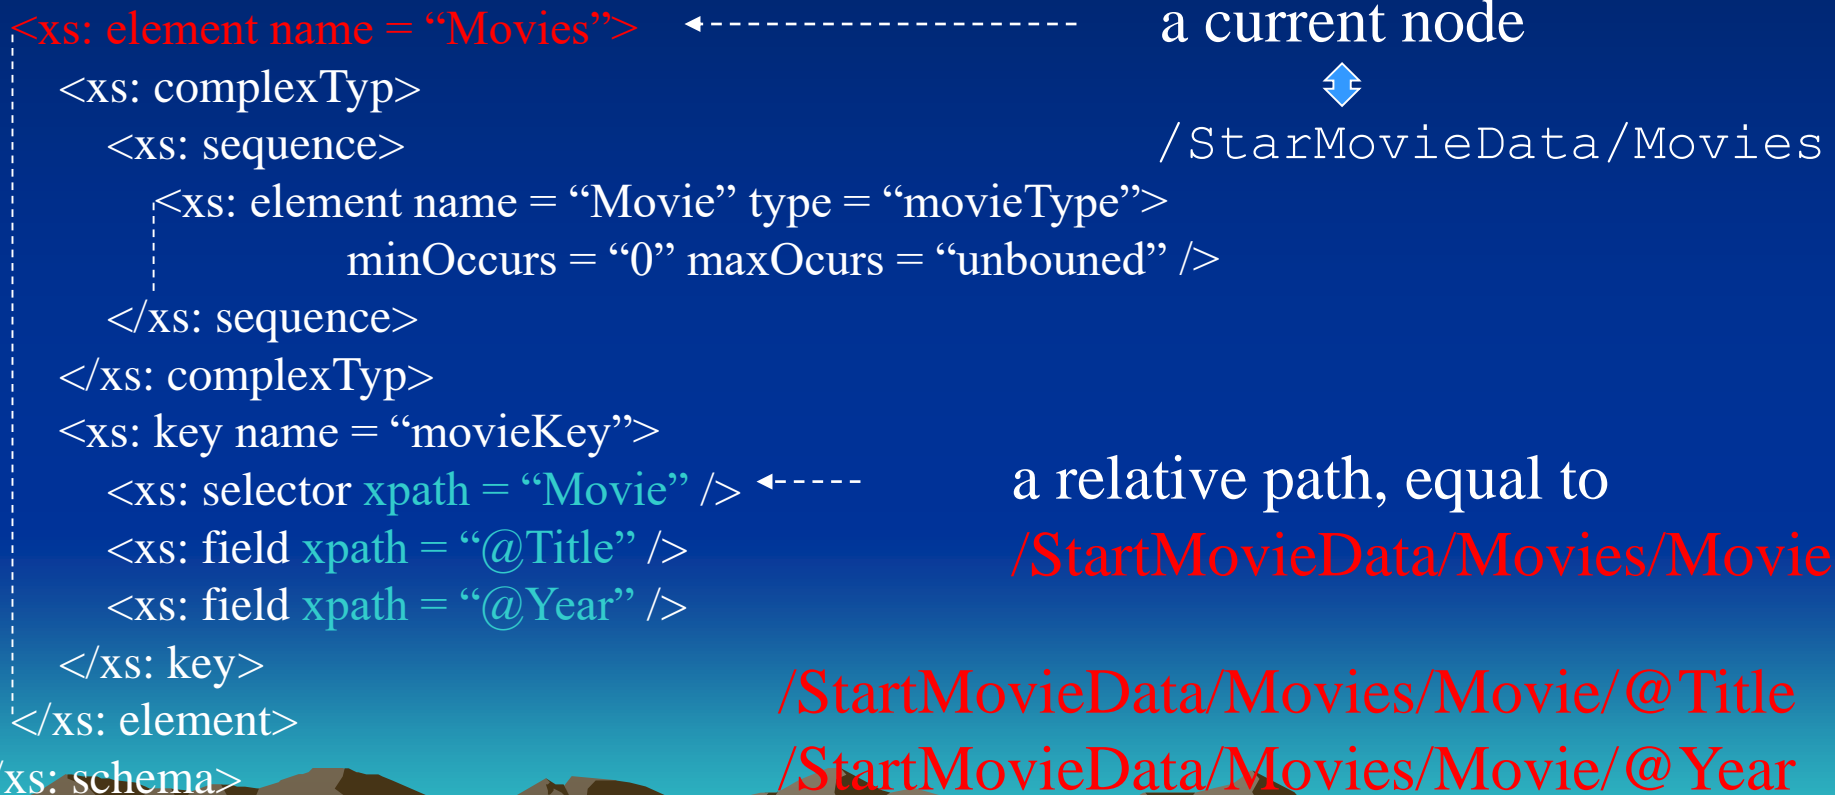 <xs: element name = “Movies”>
a current node
<xs: complexTyp>
/StarMovieData/Movies
<xs: sequence>
<xs: element name = “Movie” type = “movieType”>
minOccurs = “0” maxOcurs = “unbouned” />
</xs: sequence>
</xs: complexTyp>
<xs: key name = “movieKey”>
<xs: selector xpath = “Movie” />
a relative path, equal to
/StartMovieData/Movies/Movie
<xs: field xpath = “@Title” />
<xs: field xpath = “@Year” />
</xs: key>
/StartMovieData/Movies/Movie/@Title
</xs: element>
/StartMovieData/Movies/Movie/@Year
/xs: schema>